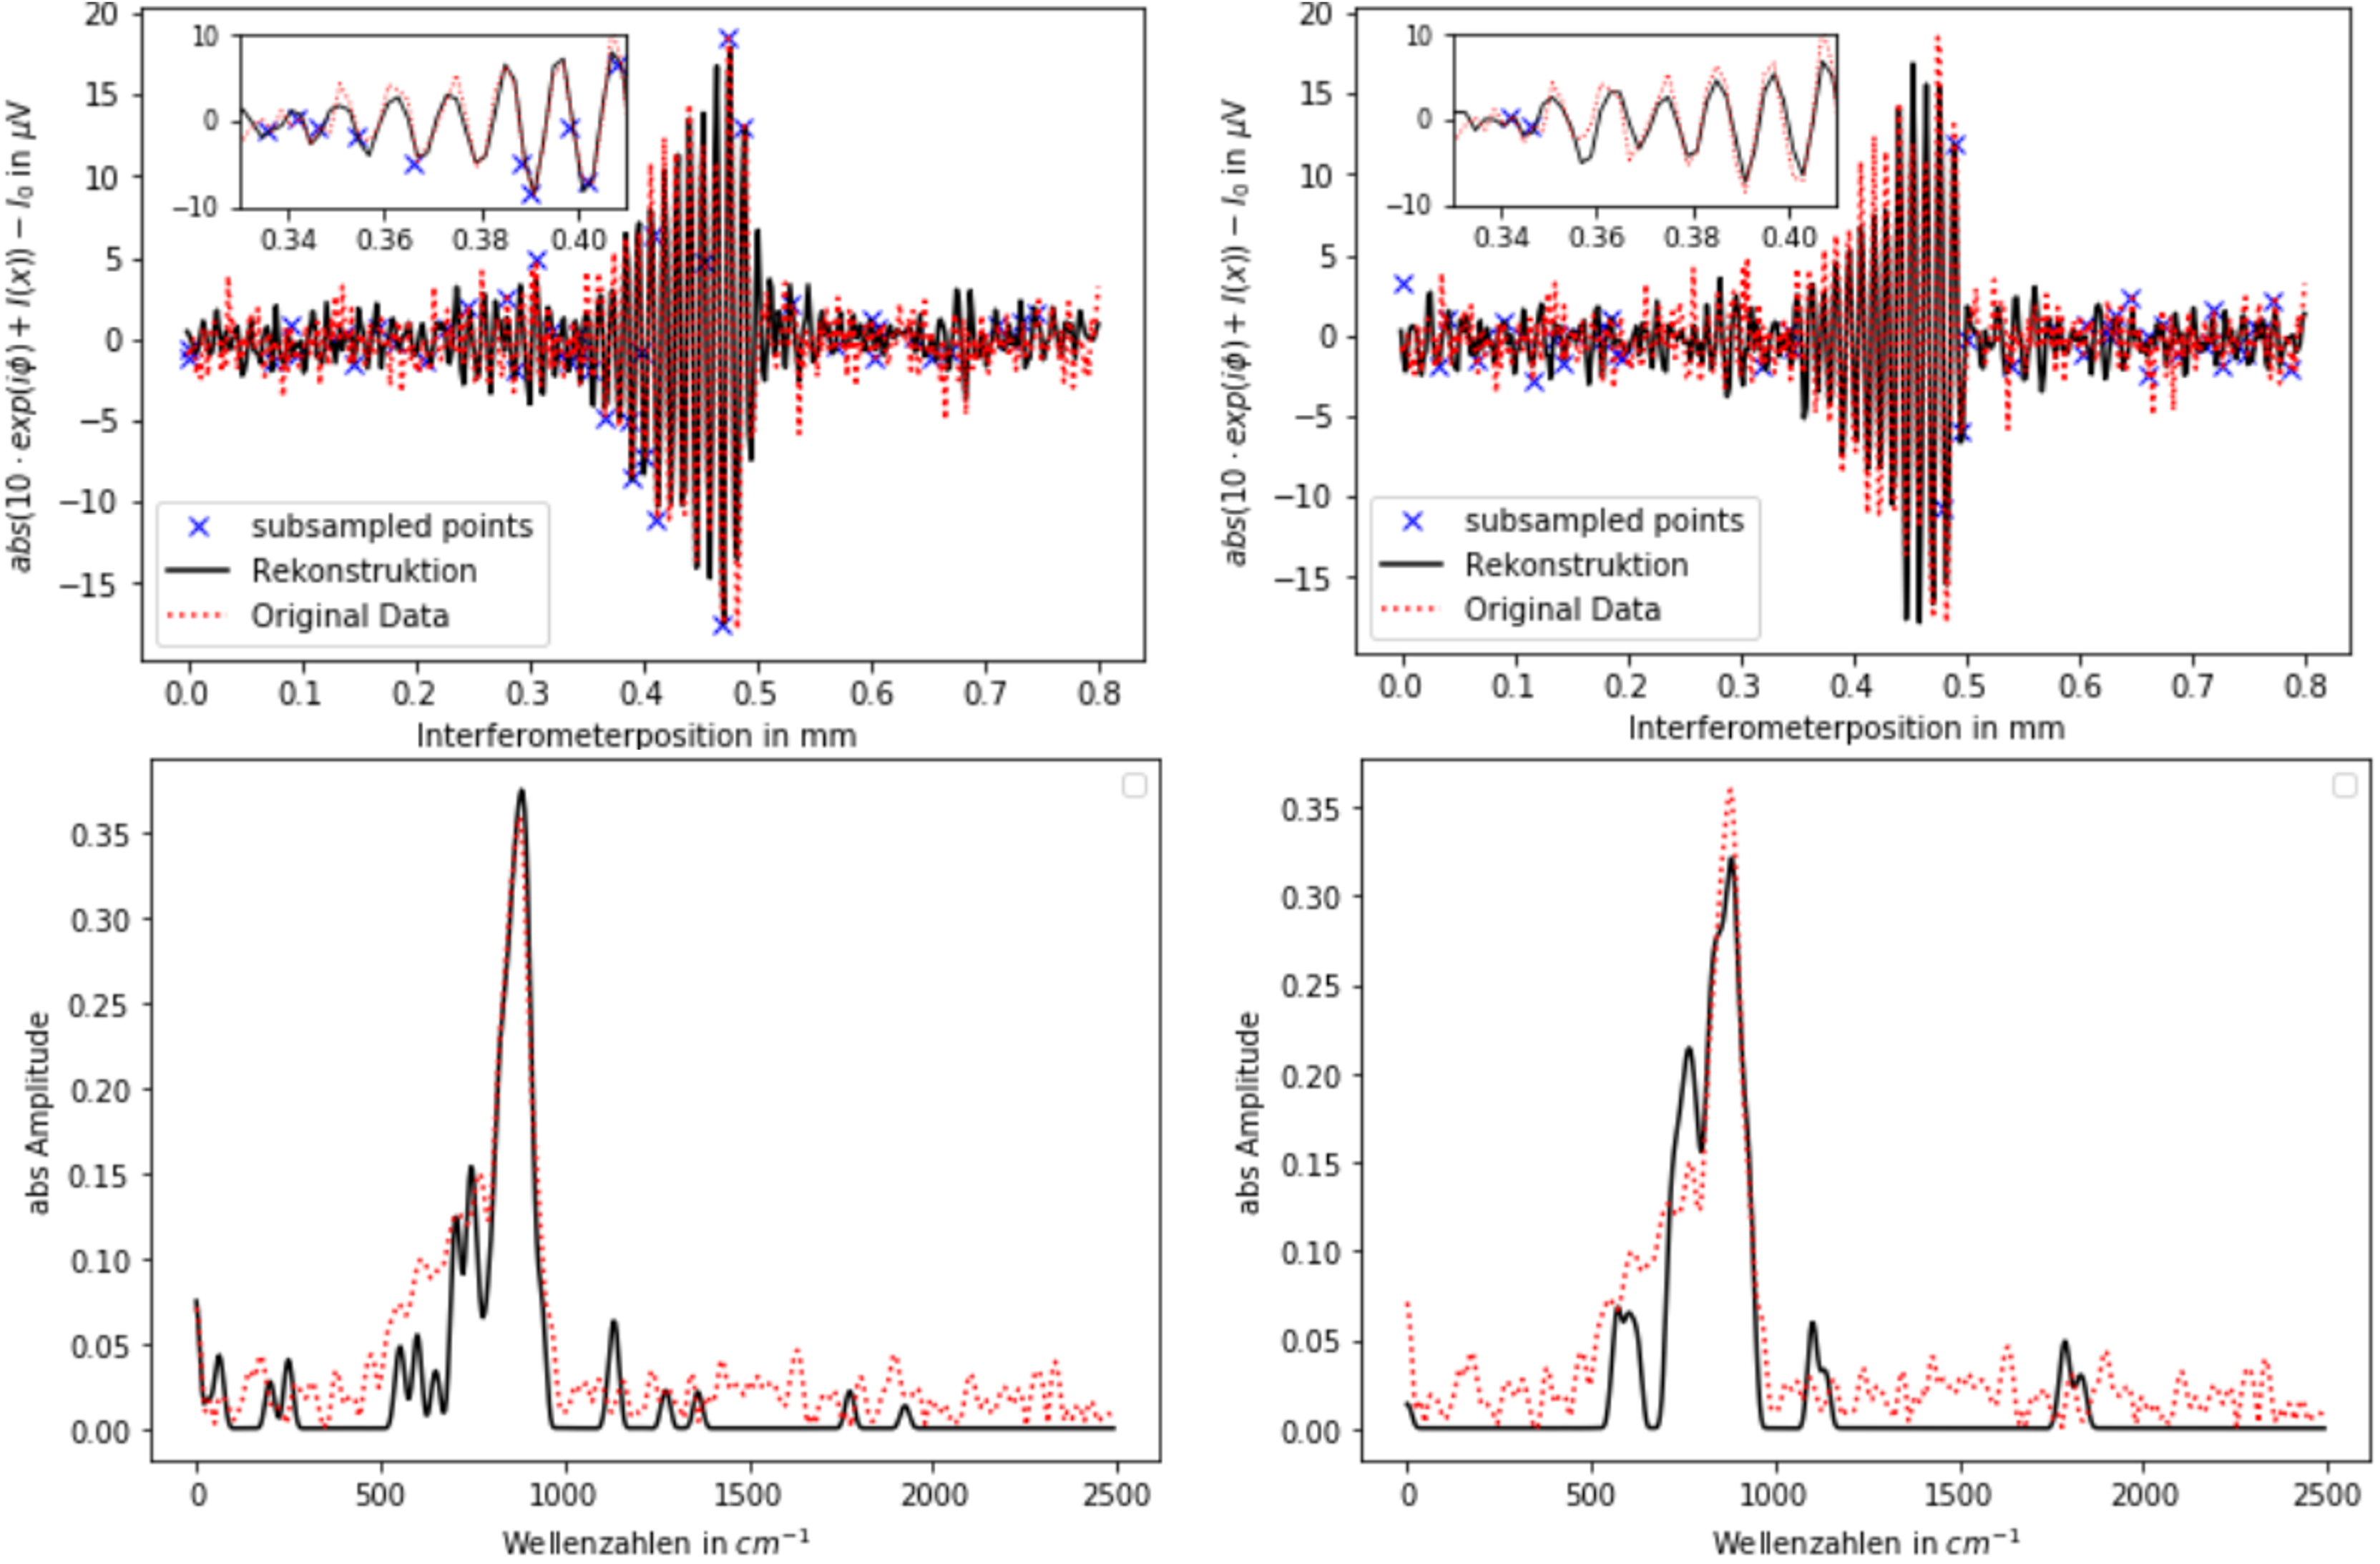 abs(10 · exp(iϕ) + I(x)) − I₀ in μV
20
15
10
5
0
−5
−10
−15
10
0
−10
0.34 0.36 0.38 0.40
subsampled points
Rekonstruktion
Original Data
0.0 0.1 0.2 0.3 0.4 0.5 0.6 0.7 0.8
Interferometerposition in mm
abs(10 · exp(iϕ) + I(x)) − I₀ in μV
20
15
10
5
0
−5
−10
−15
10
0
−10
0.34 0.36 0.38 0.40
subsampled points
Rekonstruktion
Original Data
0.0 0.1 0.2 0.3 0.4 0.5 0.6 0.7 0.8
Interferometerposition in mm
abs Amplitude
0.35
0.30
0.25
0.20
0.15
0.10
0.05
0.00
0 500 1000 1500 2000 2500
Wellenzahlen in cm⁻¹
abs Amplitude
0.35
0.30
0.25
0.20
0.15
0.10
0.05
0.00
0 500 1000 1500 2000 2500
Wellenzahlen in cm⁻¹